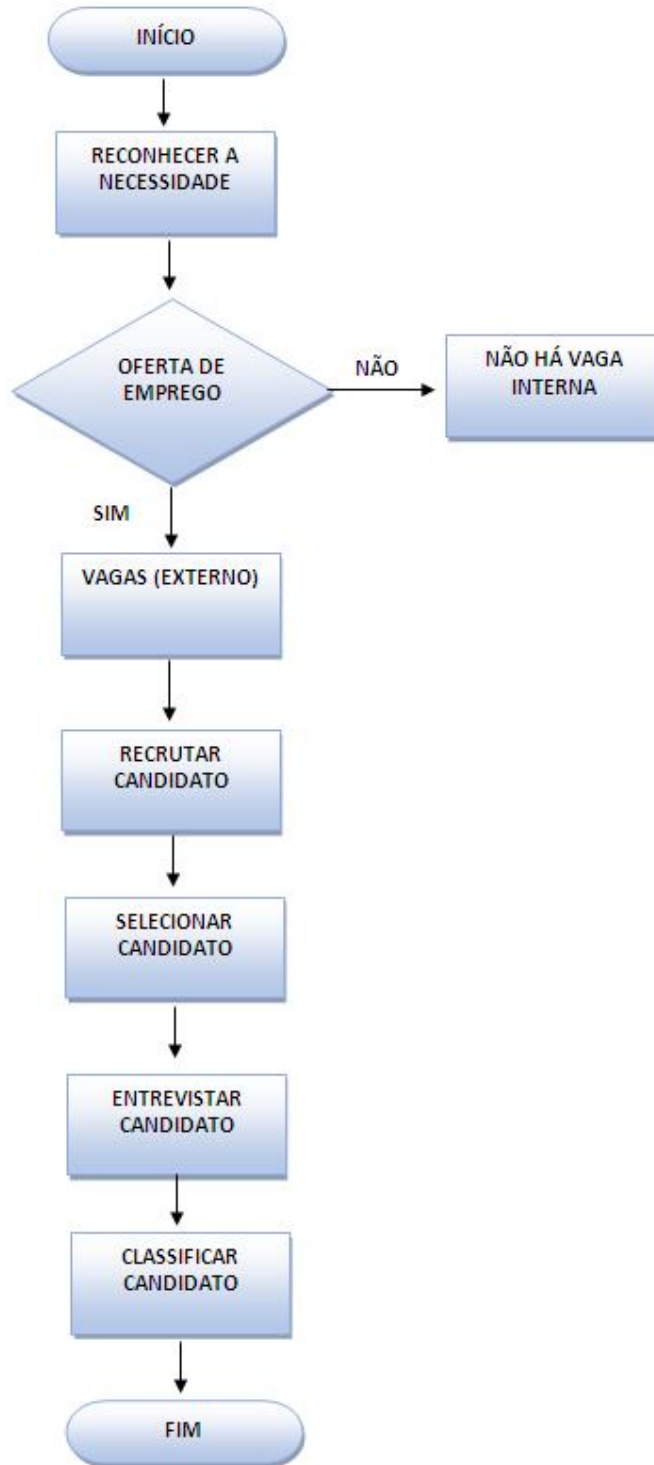 INÍCIO
RECONHECER A
NECESSIDADE
OFERTA DE
EMPREGO
NÃO
NÃO HÁ VAGA
INTERNA
SIM
VAGAS (EXTERNO)
RECRUTAR
CANDIDATO
SELECIONAR
CANDIDATO
ENTREVISTAR
CANDIDATO
CLASSIFICAR
CANDIDATO
FIM